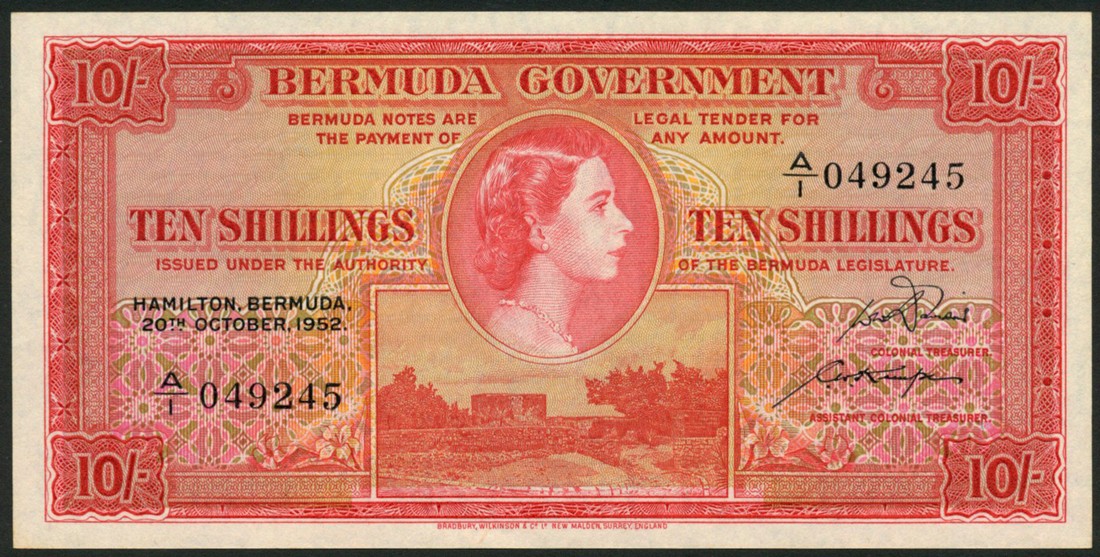 10/-
BERMUDA GOVERNMENT
10/-
BERMUDA NOTES ARE LEGAL TENDER FOR
THE PAYMENT OF ANY AMOUNT.
A/1 049245
TEN SHILLINGS
TEN SHILLINGS
ISSUED UNDER THE AUTHORITY OF THE BERMUDA LEGISLATURE.
HAMILTON, BERMUDA,
20TH OCTOBER, 1952.
COLONIAL TREASURER.
A/1 049245
ASSISTANT COLONIAL TREASURER.
10/-
10/-
BRADBURY, WILKINSON & Co. Ld. NEW MALDEN, SURREY, ENGLAND